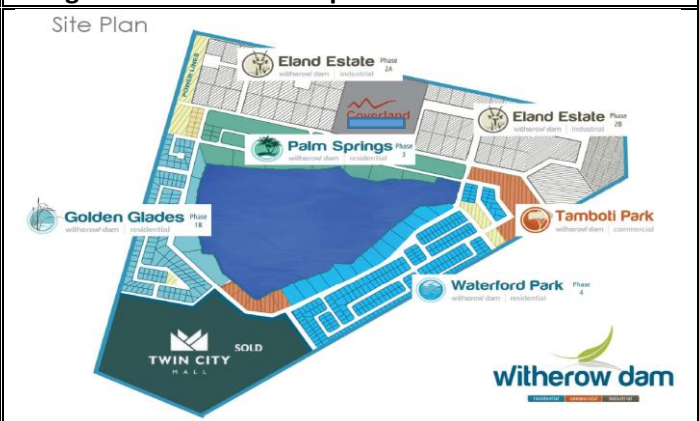 Site Plan
POWER LINES
Eland Estate Phase 2A
witherow dam | industrial
Coverland
Eland Estate Phase 2B
witherow dam | industrial
Palm Springs Phase 3
witherow dam | residential
Golden Glades Phase 1B
witherow dam | residential
Tamboti Park
witherow dam | commercial
Waterford Park Phase 4
witherow dam | residential
TWIN CITY
MALL
SOLD
witherow dam
residential commercial industrial